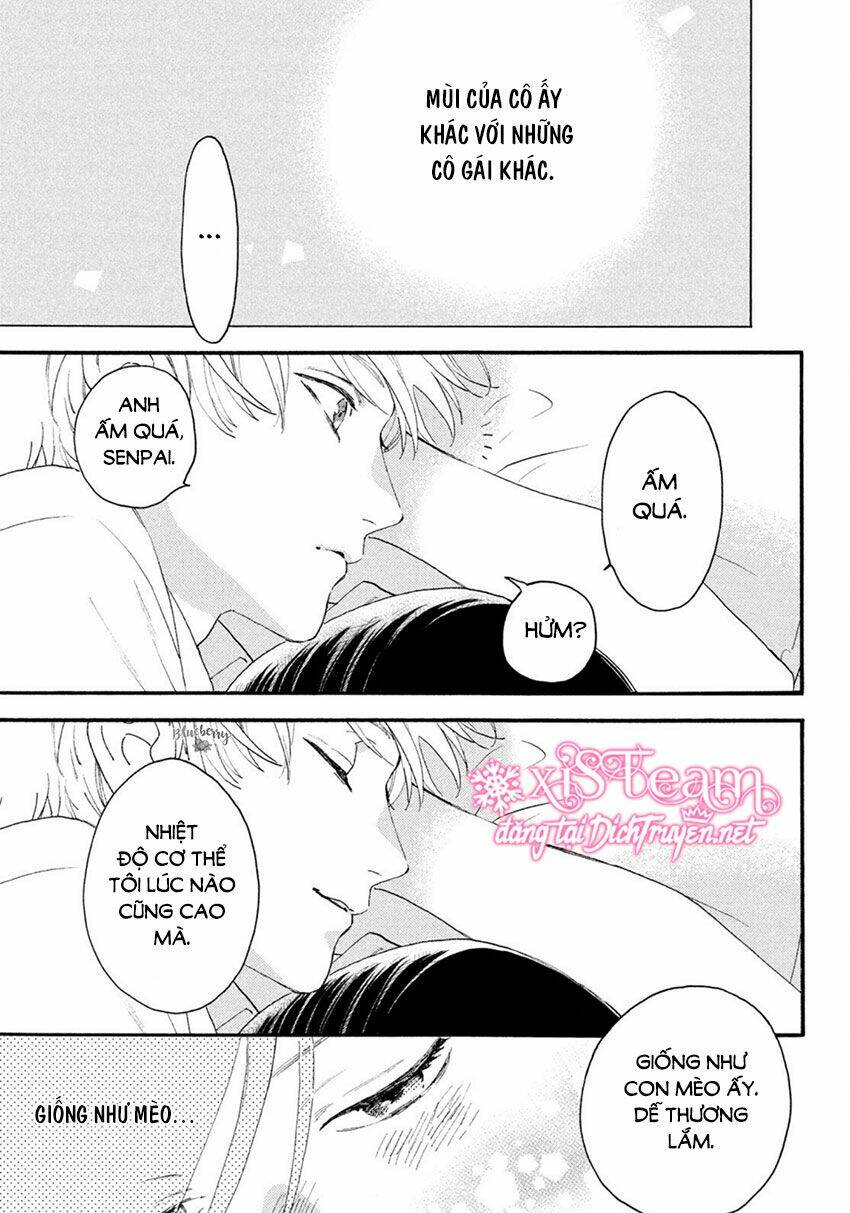 MÙI CỦA CÔ ẤY
KHÁC VỚI NHỮNG
CÔ GÁI KHÁC.
...
ẤM
QUÁ.
ANH
ẤM QUÁ,
SENPAI.
HỬM?
Blueberry
xiSTeam
đăng tại DichTruyen.net
NHIỆT
ĐỘ CƠ THỂ
TÔI LÚC NÀO
CŨNG CAO
MÀ.
GIỐNG NHƯ
CON MÈO ẤY.
DỄ THƯƠNG
LẮM.
GIỐNG NHƯ MÈO...